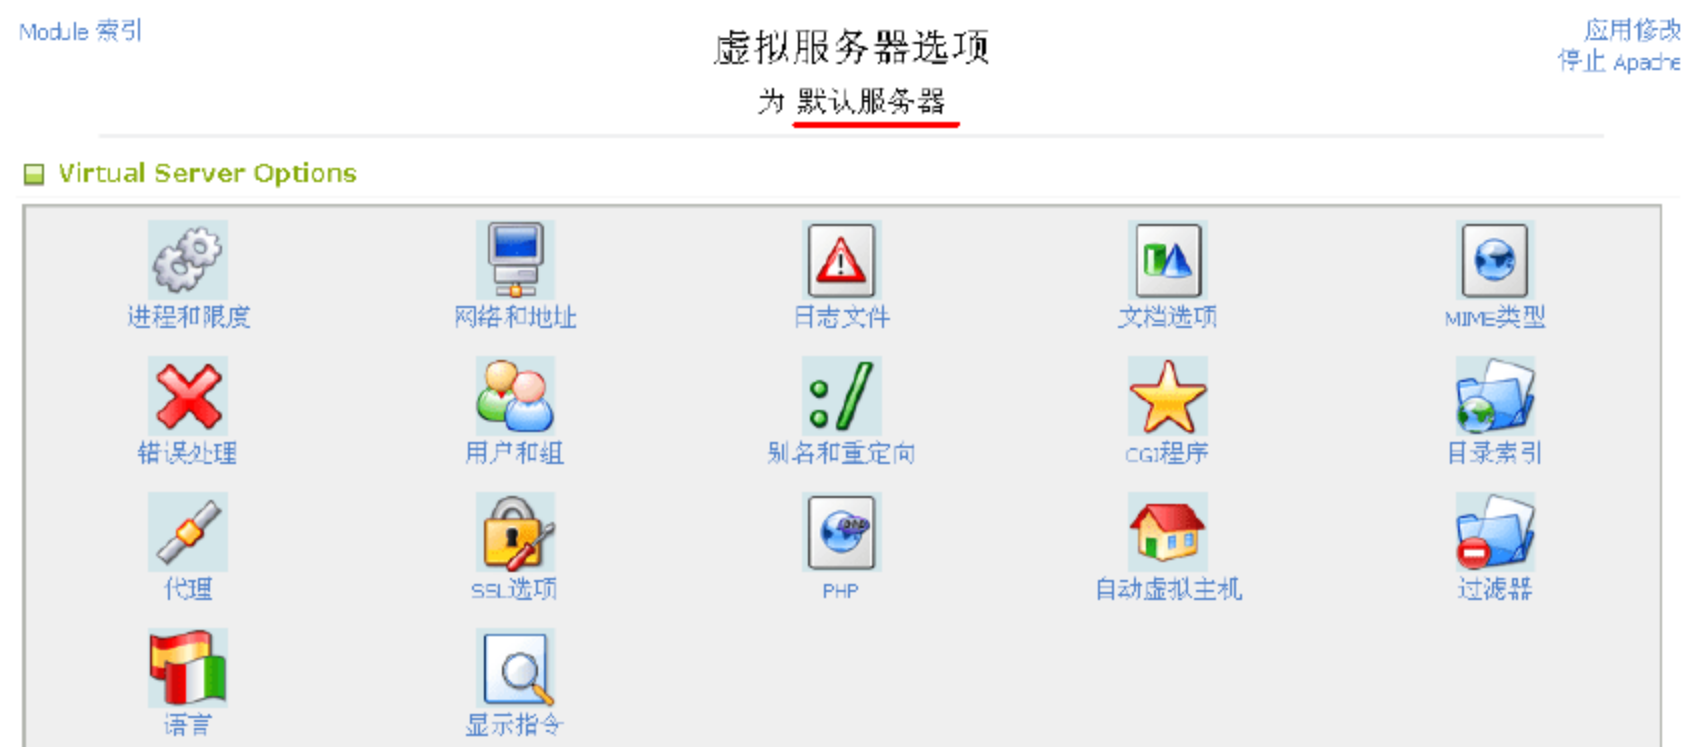 Module 索引
应用修改
停止 Apache
虚拟服务器选项
为 默认服务器
Virtual Server Options
进程和限度
网络和地址
日志文件
文档选项
MIME类型
错误处理
用户和组
别名和重定向
CGI程序
目录索引
代理
SSL选项
PHP
自动虚拟主机
过滤器
语言
显示指令